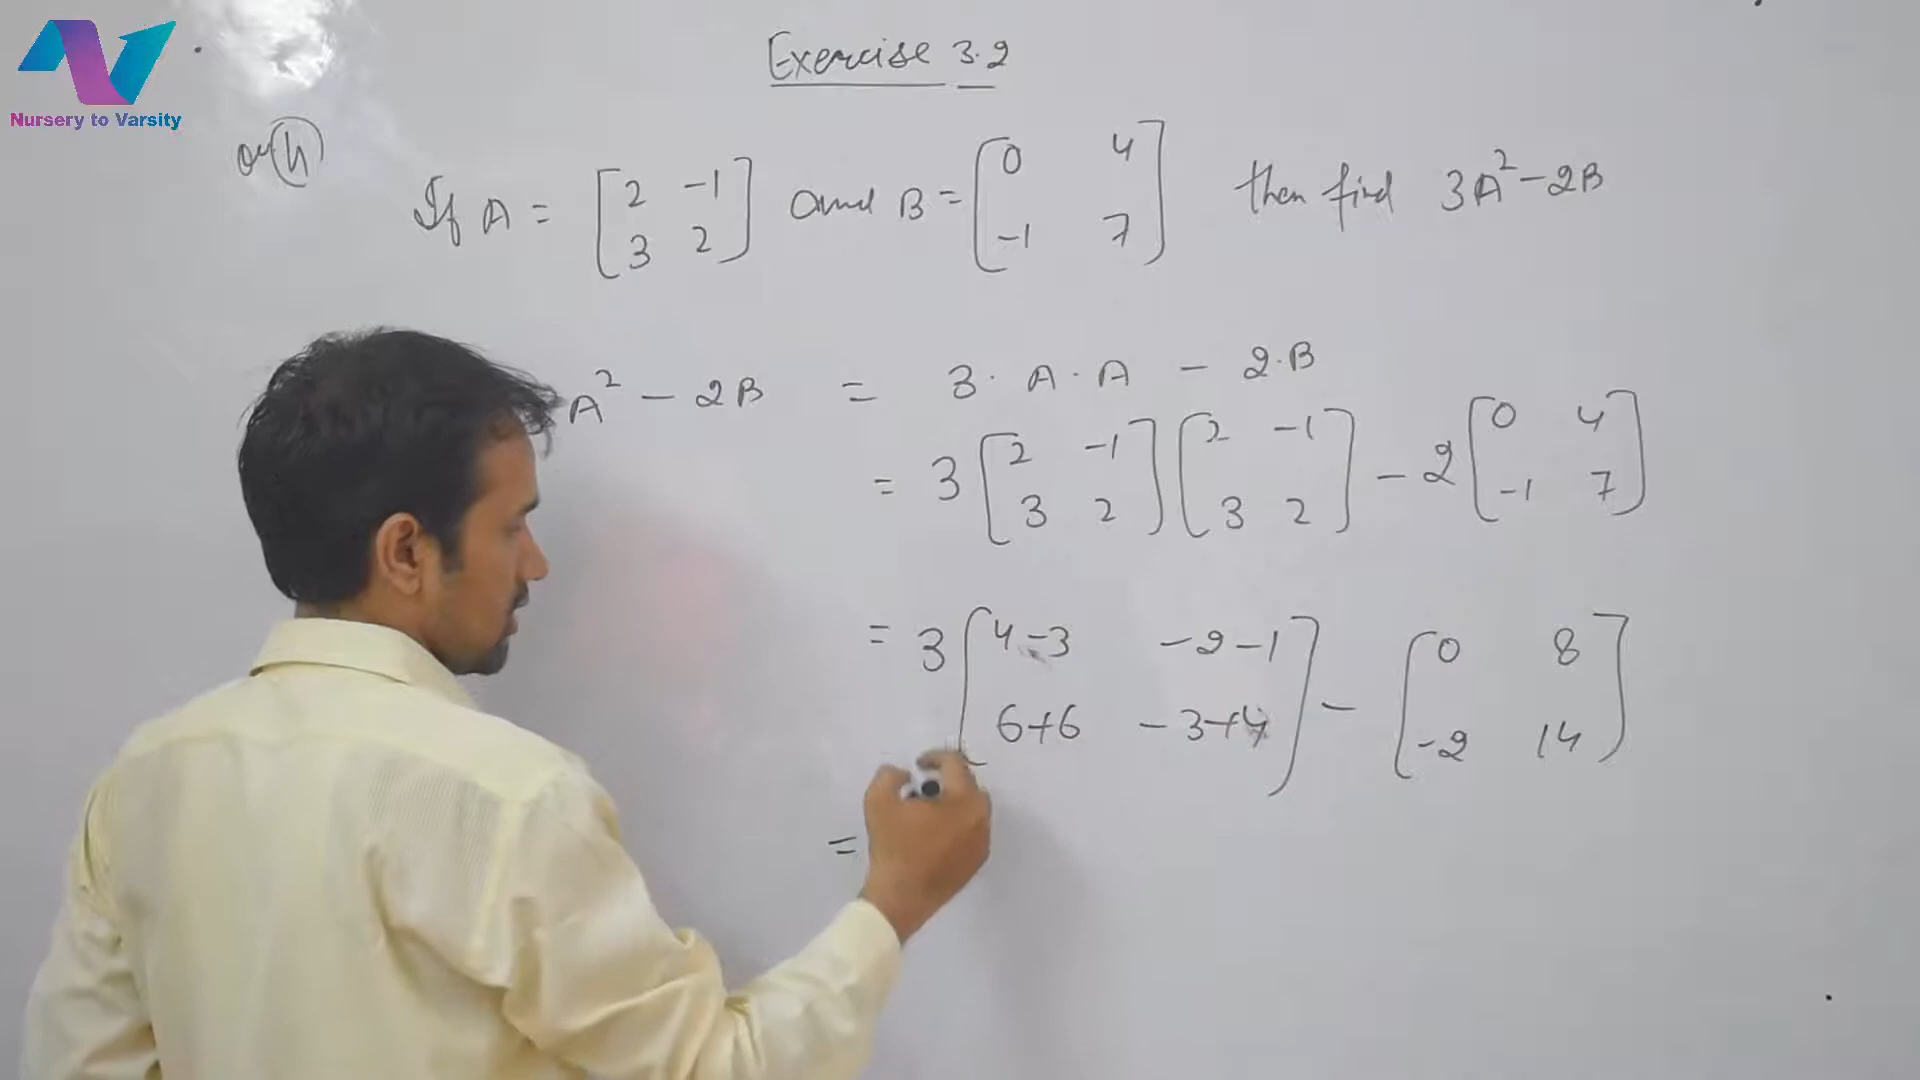 Exercise 3.2
Nursery to Varsity
If A = [2 -1 and B = [0 4 then find 3A² - 2B
3 2] -1 7]
A² - 2B = 3. A . A - 2.B
= 3 [2 -1 [2 -1 - 2 [0 4
3 2] 3 2] -1 7]
= 3 [4-3 -2-1 - [0 8
6+6 -3+4] -2 14]
=